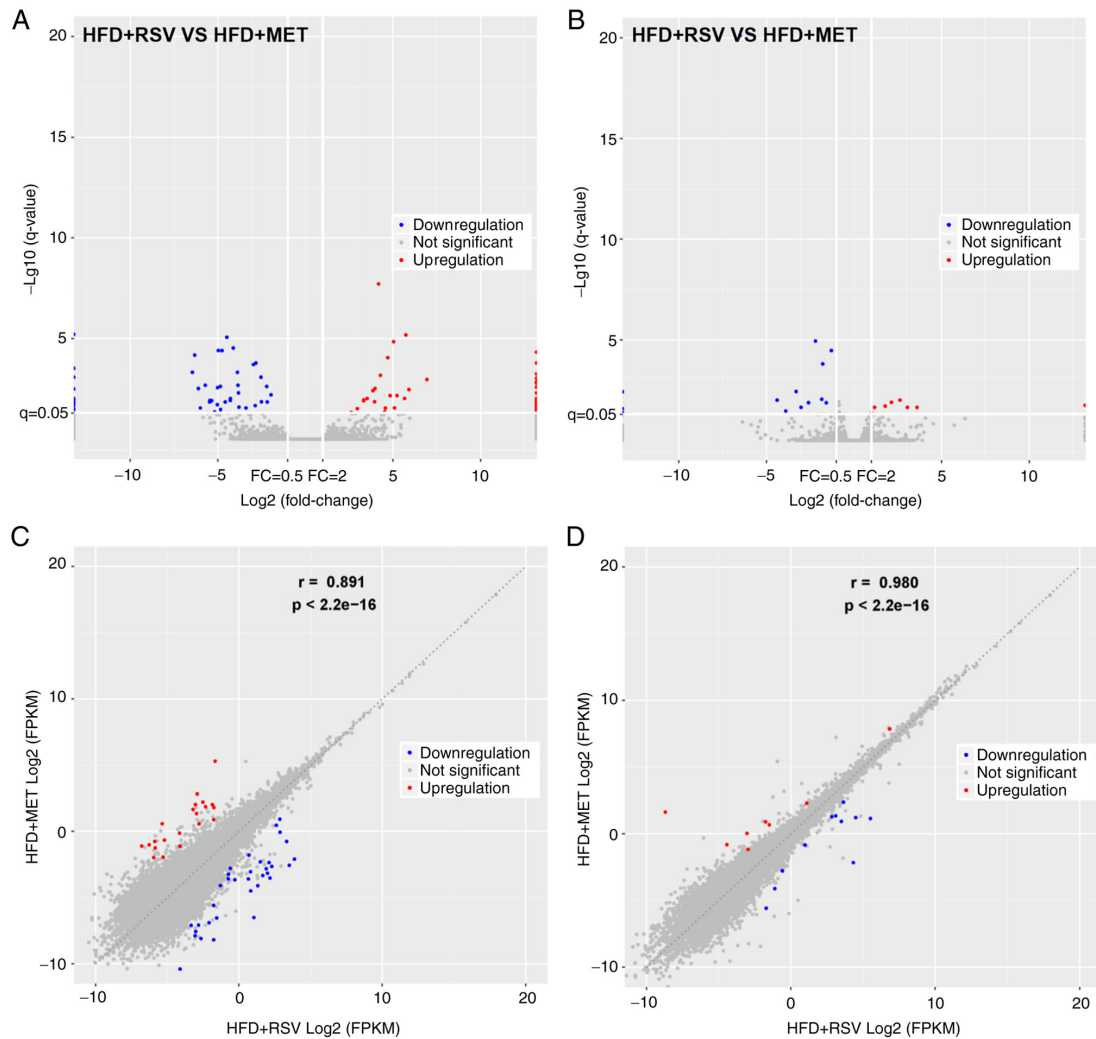 A
HFD+RSV VS HFD+MET
20
15
10
5
q=0.05
−Lg10 (q-value)
Downregulation
Not significant
Upregulation
−10
−5
FC=0.5 FC=2
5
10
Log2 (fold-change)
B
HFD+RSV VS HFD+MET
20
15
10
5
q=0.05
−Lg10 (q-value)
Downregulation
Not significant
Upregulation
−10
−5
FC=0.5 FC=2
5
10
Log2 (fold-change)
C
r = 0.891
p < 2.2e−16
20
10
0
−10
HFD+MET Log2 (FPKM)
Downregulation
Not significant
Upregulation
−10
0
10
20
HFD+RSV Log2 (FPKM)
D
r = 0.980
p < 2.2e−16
20
10
0
−10
HFD+MET Log2 (FPKM)
Downregulation
Not significant
Upregulation
−10
0
10
20
HFD+RSV Log2 (FPKM)